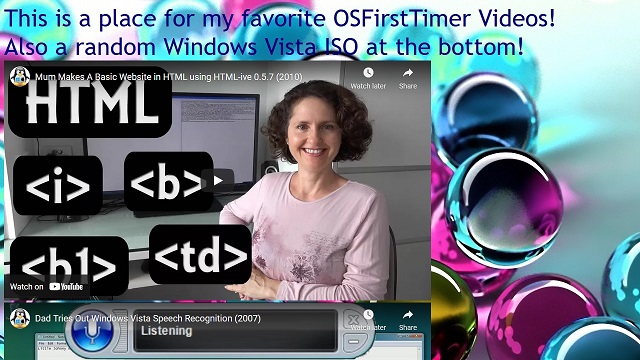 This is a place for my favorite OSFirstTimer Videos!
Also a random Windows Vista ISO at the bottom!
Mum Makes A Basic Website in HTML using HTML-ive 0.5.7 (2010)
Watch later
Share
HTML
<i>
<b>
<h1>
<td>
Watch on YouTube
Dad Tries Out Windows Vista Speech Recognition (2007)
Watch later
Share
Listening